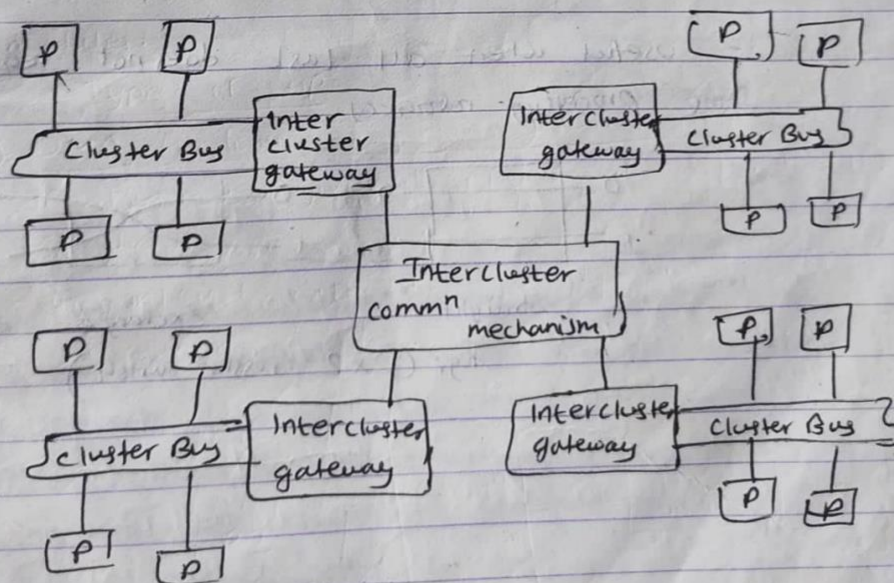 P P
P P
Cluster Bus
Inter
cluster
gateway
Intercluster
gateway
Cluster Bus
P P
P P
Intercluster
commⁿ
mechanism
P P
P P
Cluster Bus
Intercluster
gateway
Intercluster
gateway
Cluster Bus
P P
P P